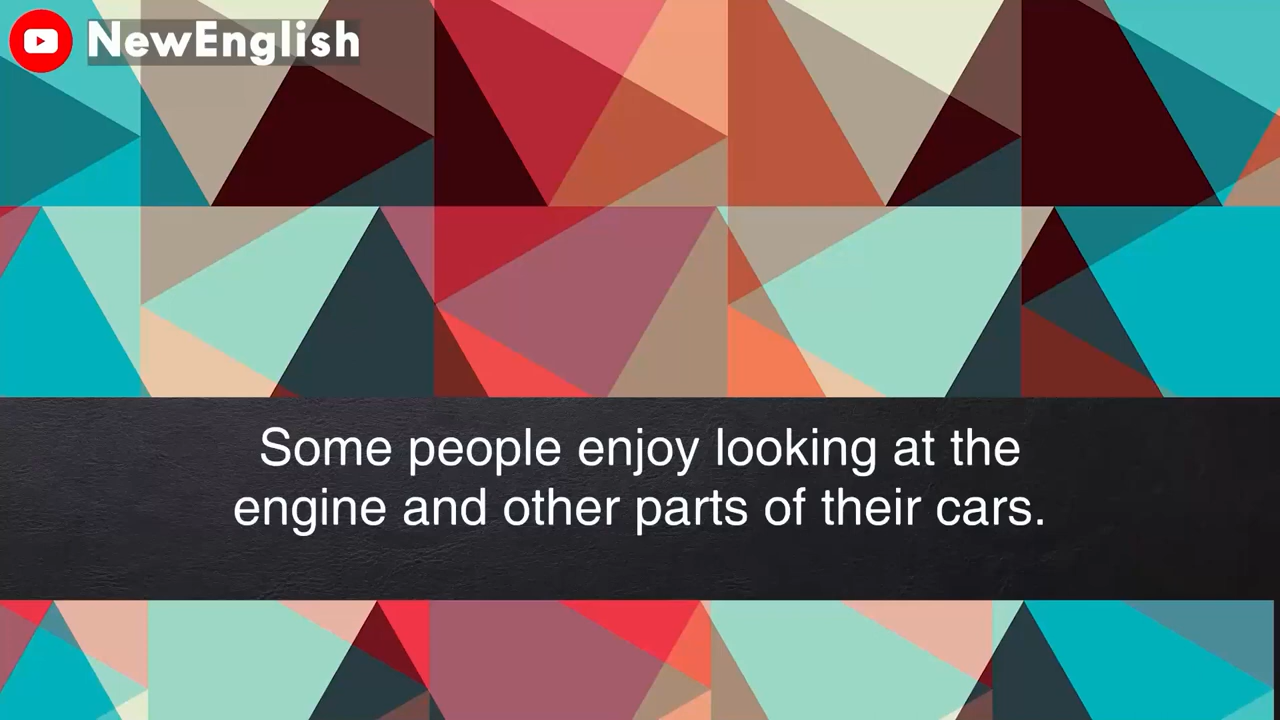 NewEnglish
Some people enjoy looking at the
engine and other parts of their cars.